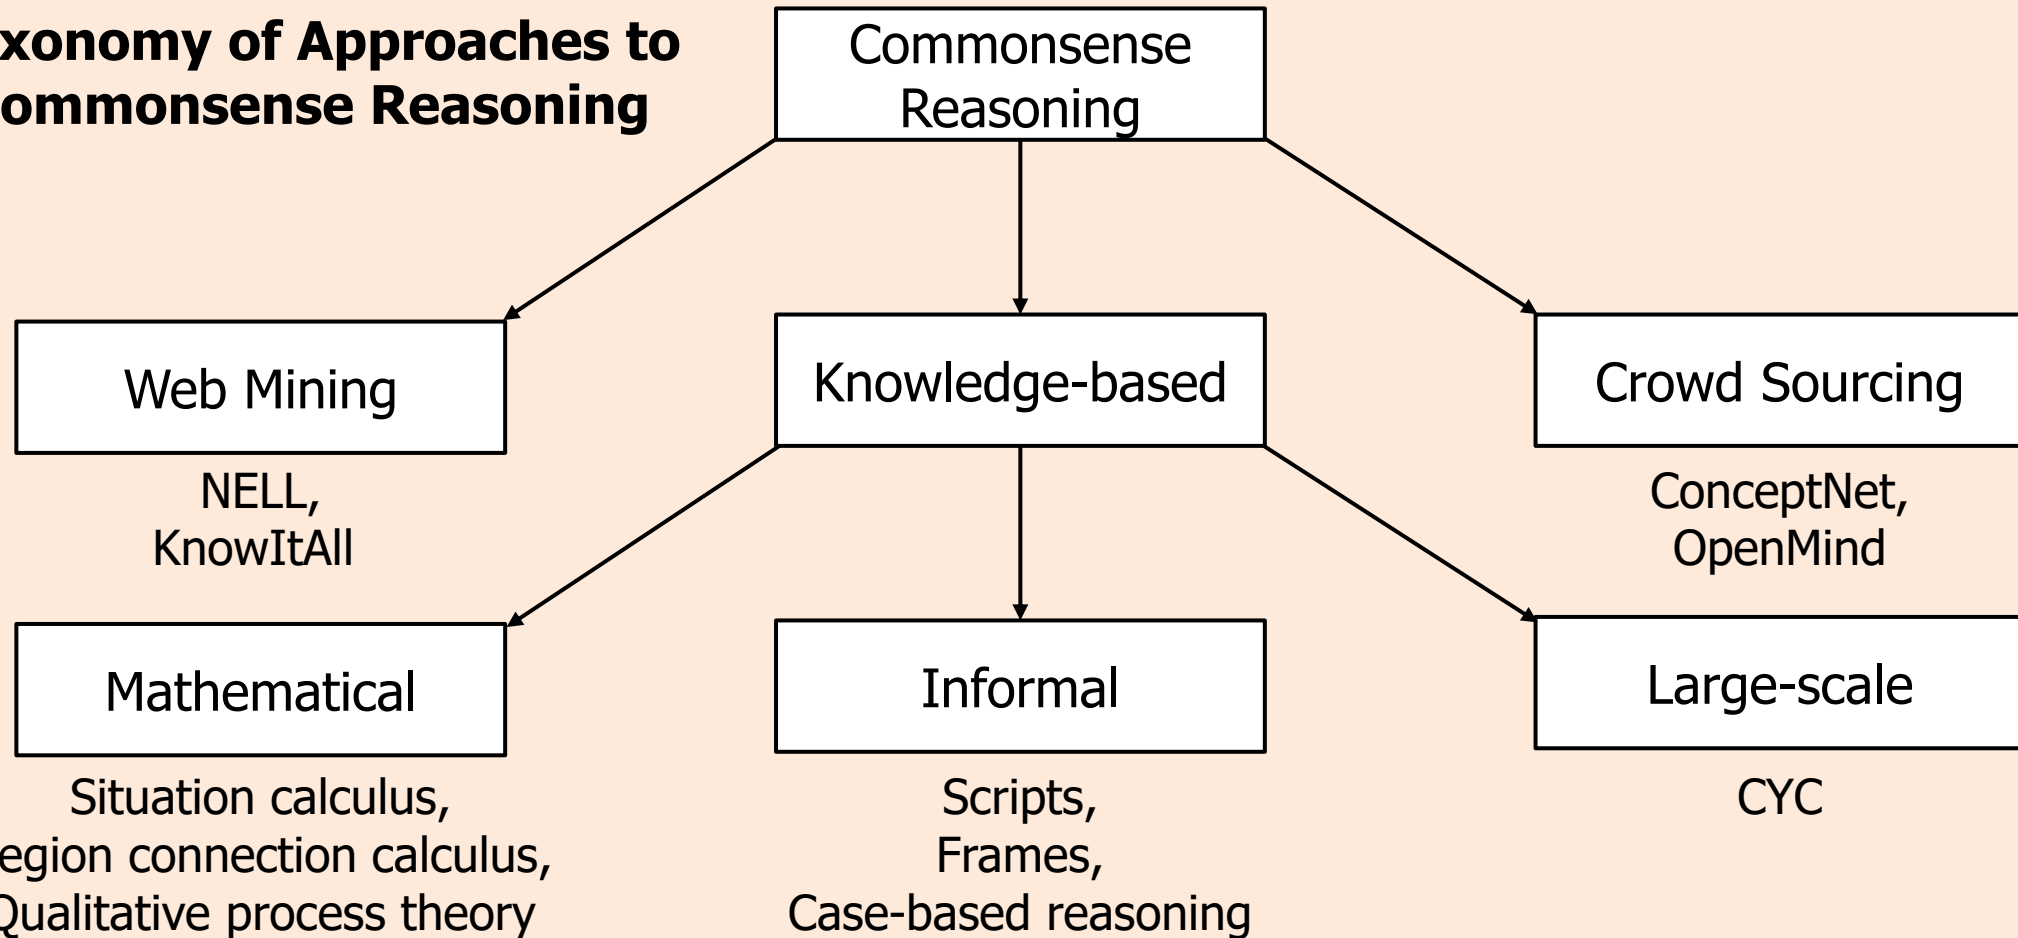 xonomy of Approaches to
ommonsense Reasoning
Commonsense
Reasoning
Web Mining
Knowledge-based
Crowd Sourcing
NELL,
KnowItAll
ConceptNet,
OpenMind
Mathematical
Informal
Large-scale
Situation calculus,
egion connection calculus,
Qualitative process theory
Scripts,
Frames,
Case-based reasoning
CYC